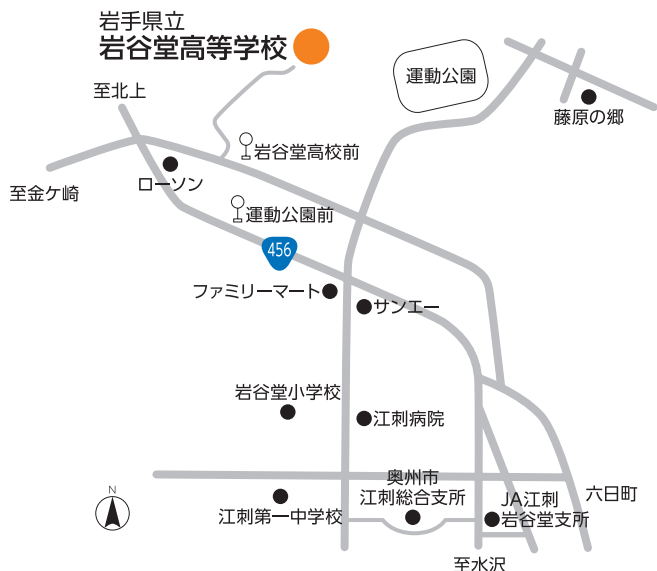 岩手県立
岩谷堂高等学校
運動公園
至北上
藤原の郷
岩谷堂高校前
ローソン
至金ケ崎
運動公園前
456
ファミリーマート
サンエー
岩谷堂小学校
江刺病院
奥州市
江刺総合支所
六日町
JA江刺
岩谷堂支所
N
江刺第一中学校
至水沢